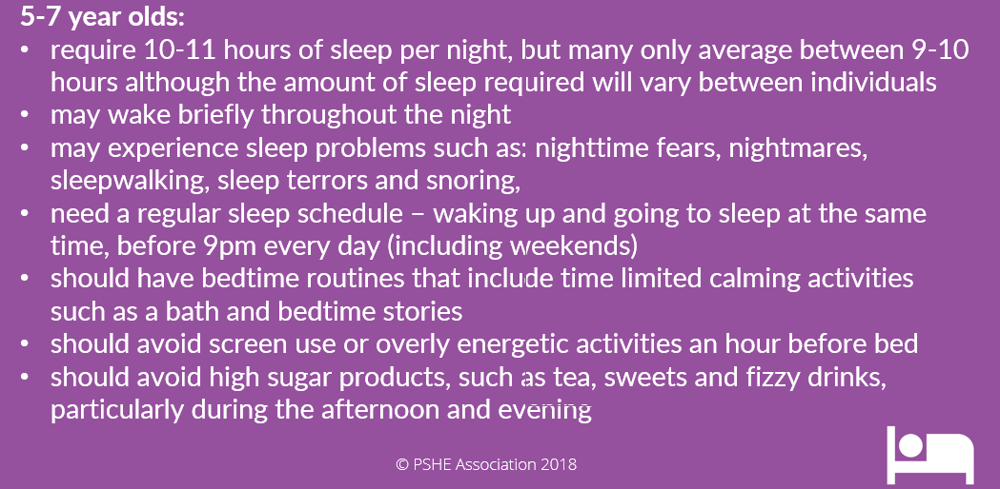 5-7 year olds:
• require 10-11 hours of sleep per night, but many only average between 9-10
hours although the amount of sleep required will vary between individuals
• may wake briefly throughout the night
• may experience sleep problems such as: nighttime fears, nightmares,
sleepwalking, sleep terrors and snoring,
• need a regular sleep schedule – waking up and going to sleep at the same
time, before 9pm every day (including weekends)
• should have bedtime routines that include time limited calming activities
such as a bath and bedtime stories
• should avoid screen use or overly energetic activities an hour before bed
• should avoid high sugar products, such as tea, sweets and fizzy drinks,
particularly during the afternoon and evening
© PSHE Association 2018